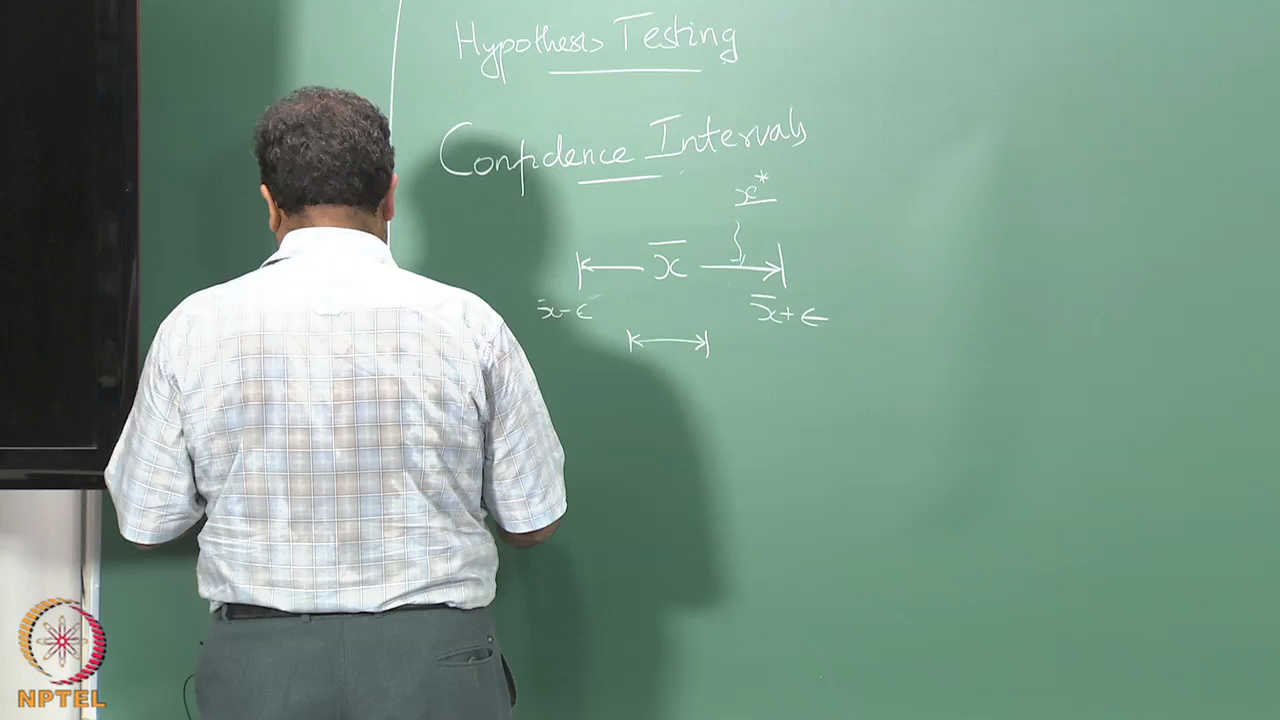 Hypothesis Testing
Confidence Intervals
x*
x̄
x̄-ϵ
x̄+ϵ
NPTEL